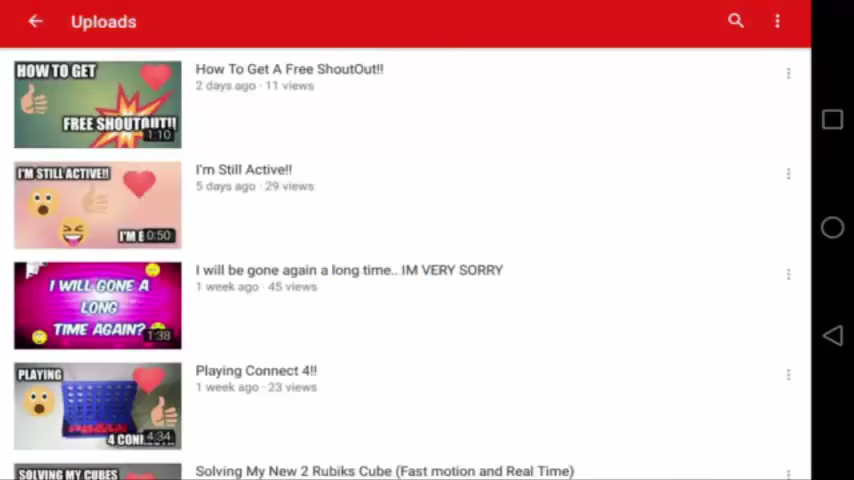 Uploads
HOW TO GET
FREE SHOUTOUT!!
1:10
How To Get A Free ShoutOut!!
2 days ago · 11 views
I'M STILL ACTIVE!!
I'M
0:50
I'm Still Active!!
5 days ago · 29 views
I WILL GONE A
LONG
TIME AGAIN?
1:38
I will be gone again a long time.. IM VERY SORRY
1 week ago · 45 views
PLAYING
4
4:34
Playing Connect 4!!
1 week ago · 23 views
SOLVING MY CUBES
Solving My New 2 Rubiks Cube (Fast motion and Real Time)